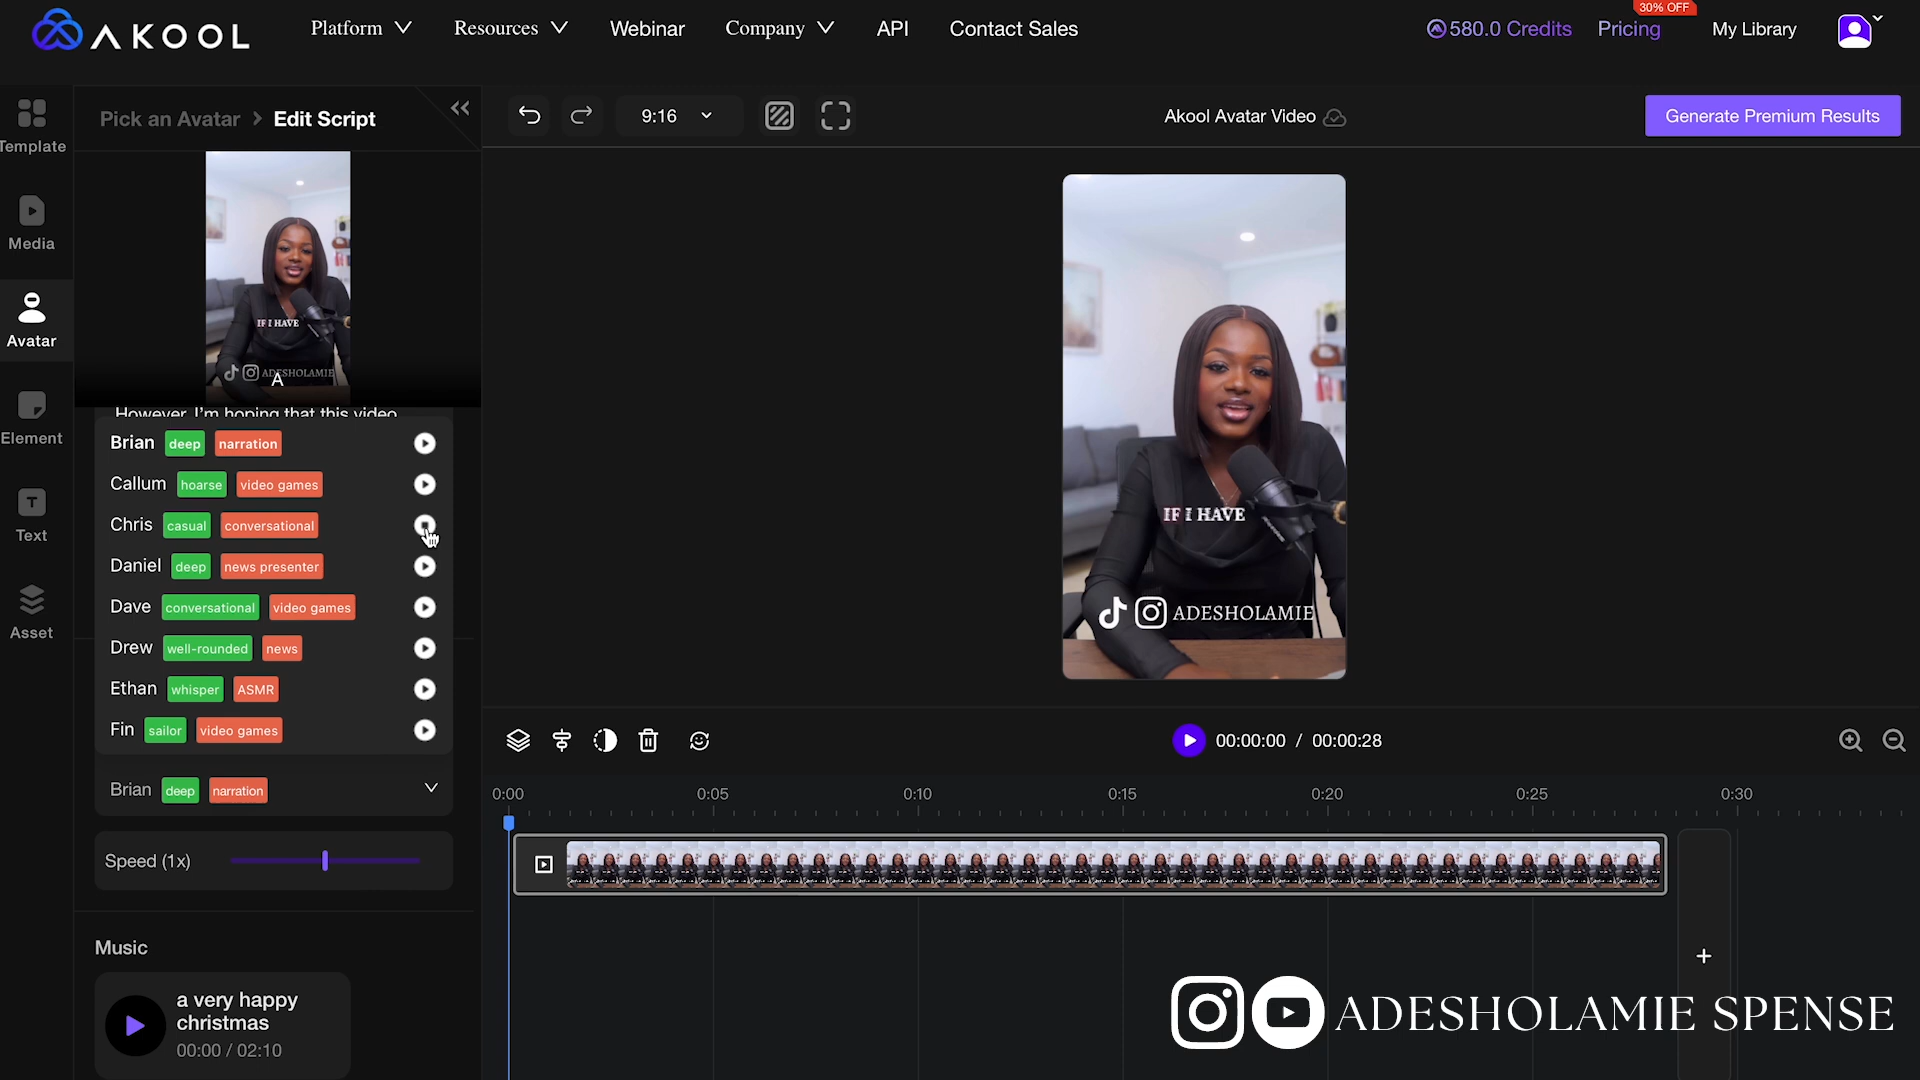 AKOOL
Platform
Resources
Webinar
Company
API
Contact Sales
580.0 Credits
Pricing
30% OFF
My Library
Template
Media
Avatar
Element
Text
Asset
Pick an Avatar > Edit Script
IF I HAVE
ADESHOLAMIE
A
However, I'm hoping that this video
Brian deep narration
Callum hoarse video games
Chris casual conversational
Daniel deep news presenter
Dave conversational video games
Drew well-rounded news
Ethan whisper ASMR
Fin sailor video games
Brian deep narration
Speed (1x)
Music
a very happy
christmas
00:00 / 02:10
9:16
Akool Avatar Video
Generate Premium Results
IF I HAVE
ADESHOLAMIE
00:00:00 / 00:00:28
0:00 0:05 0:10 0:15 0:20 0:25 0:30
+
ADESHOLAMIE SPENSE